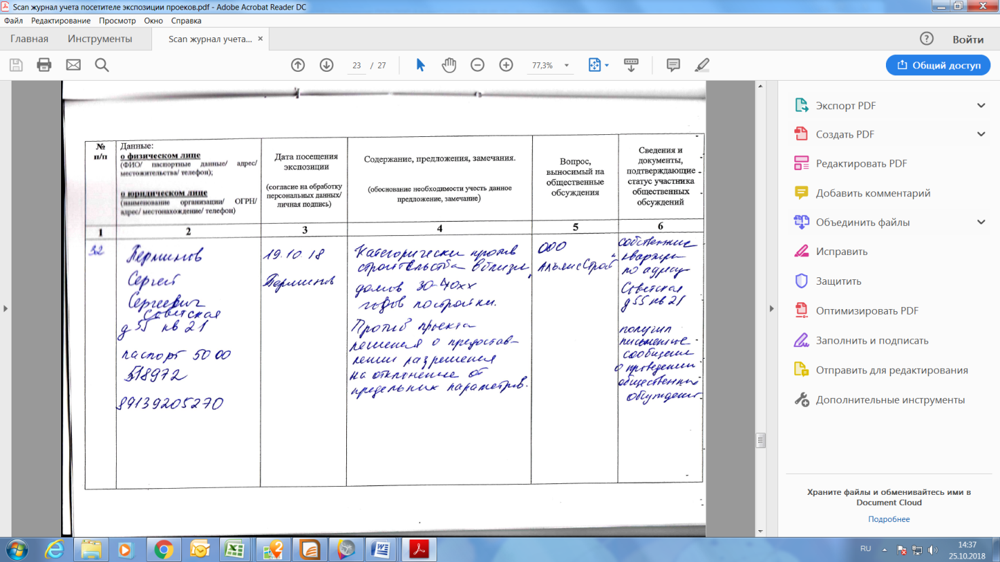 Scan журнал учета посетителе экспозиции проеков.pdf - Adobe Acrobat Reader DC
Файл Редактирование Просмотр Окно Справка
Главная Инструменты Scan журнал учета... × Войти
23 / 27 77,3% Общий доступ
№ п/п
Данные:
о физическом лице
(ФИО/ паспортные данные/ адрес/
местожительства/ телефон);
о юридическом лице
(наименование организации/ ОГРН/
адрес/ местонахождение/ телефон)
Дата посещения
экспозиции
(согласие на обработку
персональных данных/
личная подпись)
Содержание, предложения, замечания.
(обоснование необходимости учесть данное
предложение, замечание)
Вопрос,
выносимый на
общественные
обсуждения
Сведения и
документы,
подтверждающие
статус участника
общественных
обсуждений
1 2 3 4 5 6
32
Перминов
Сергей
Сергеевич
Советская
д 55 кв 21
паспорт 50 00
518972
89139205270
19.10.18
Перминов
Категорически против
строительства вблизи
домов 30-40хх
годов постройки.
Против проекта
решения о предостав-
лении разрешения
на отклонение от
предельных параметров.
ООО
"АльянсСтрой"
собственник
квартиры
по адресу
Советская
д 55 кв 21
получил
письменное
сообщение
о проведении
общественных
обсуждений
Экспорт PDF
Создать PDF
Редактировать PDF
Добавить комментарий
Объединить файлы
Исправить
Защитить
Оптимизировать PDF
Заполнить и подписать
Отправить для редактирования
Дополнительные инструменты
Храните файлы и обменивайтесь ими в
Document Cloud
Подробнее
RU 14:37
25.10.2018